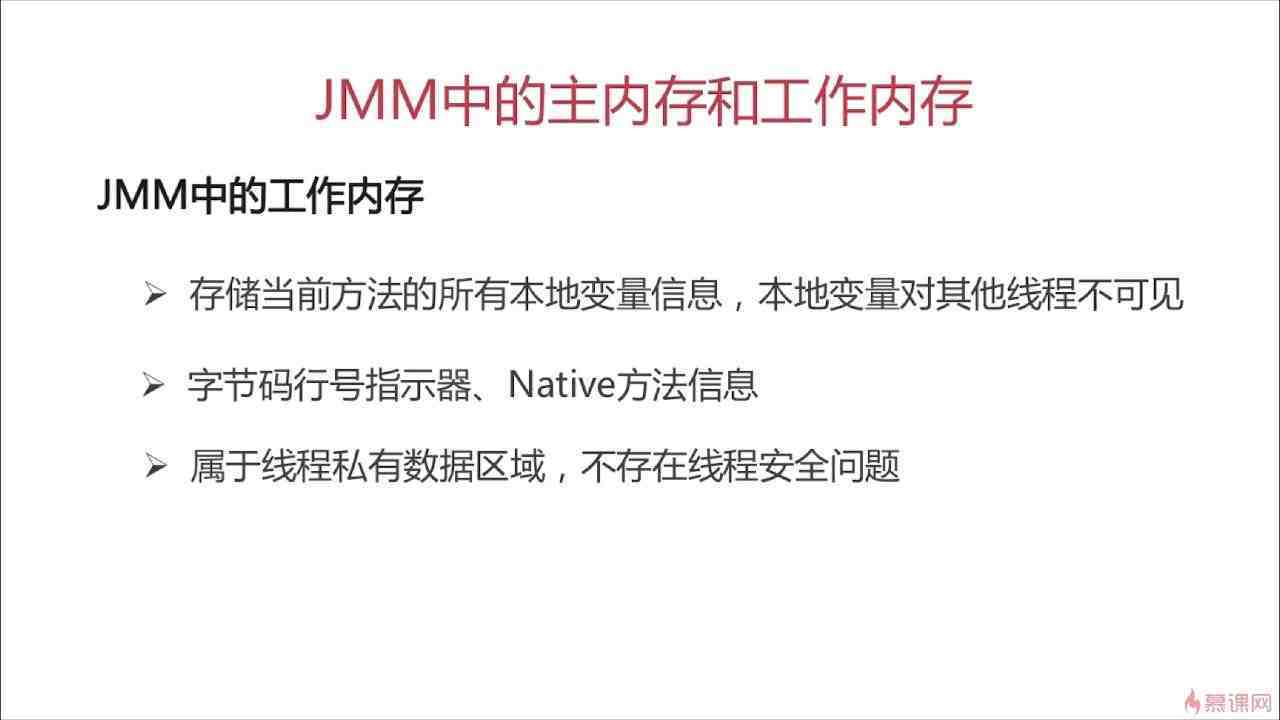 JMM中的主内存和工作内存
JMM中的工作内存
存储当前方法的所有本地变量信息，本地变量对其他线程不可见
字节码行号指示器、Native方法信息
属于线程私有数据区域，不存在线程安全问题
慕课网